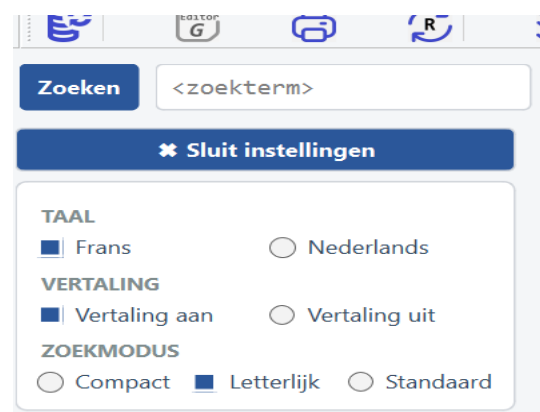 Editor
G
R
Zoeken <zoekterm>
✖ Sluit instellingen
TAAL
Frans Nederlands
VERTALING
Vertaling aan Vertaling uit
ZOEKMODUS
Compact Letterlijk Standaard